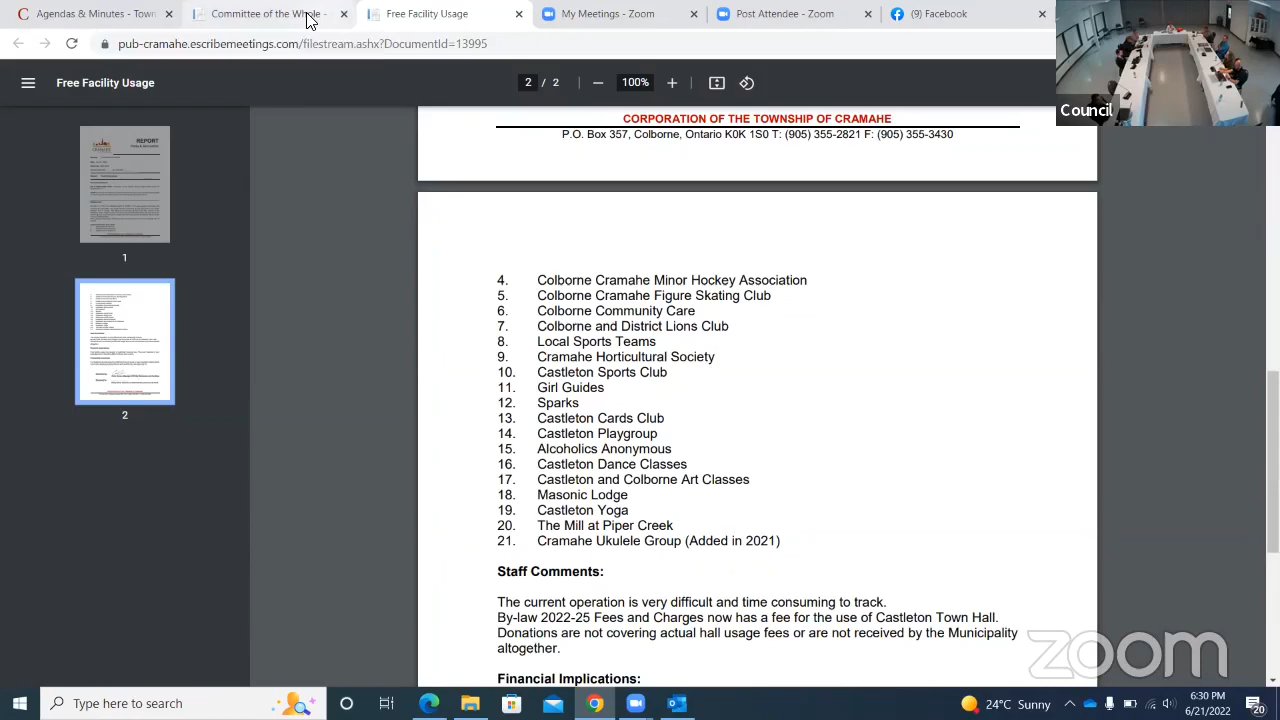 Agendas & Minutes - Town
Committee of the Whole -
Free Facility Usage
My Meetings - Zoom
Post Attendee - Zoom
(9) Facebook
pub-cramahe.escribemeetings.com/filestream.ashx?DocumentId=13995
Free Facility Usage
2 / 2
100%
Council
REPORT
1
2
CORPORATION OF THE TOWNSHIP OF CRAMAHE
P.O. Box 357, Colborne, Ontario K0K 1S0 T: (905) 355-2821 F: (905) 355-3430
4. Colborne Cramahe Minor Hockey Association
5. Colborne Cramahe Figure Skating Club
6. Colborne Community Care
7. Colborne and District Lions Club
8. Local Sports Teams
9. Cramahe Horticultural Society
10. Castleton Sports Club
11. Girl Guides
12. Sparks
13. Castleton Cards Club
14. Castleton Playgroup
15. Alcoholics Anonymous
16. Castleton Dance Classes
17. Castleton and Colborne Art Classes
18. Masonic Lodge
19. Castleton Yoga
20. The Mill at Piper Creek
21. Cramahe Ukulele Group (Added in 2021)
Staff Comments:
The current operation is very difficult and time consuming to track.
By-law 2022-25 Fees and Charges now has a fee for the use of Castleton Town Hall.
Donations are not covering actual hall usage fees or are not received by the Municipality
altogether.
Financial Implications:
zoom
Type here to search
24°C Sunny
6:30 PM
6/21/2022
20